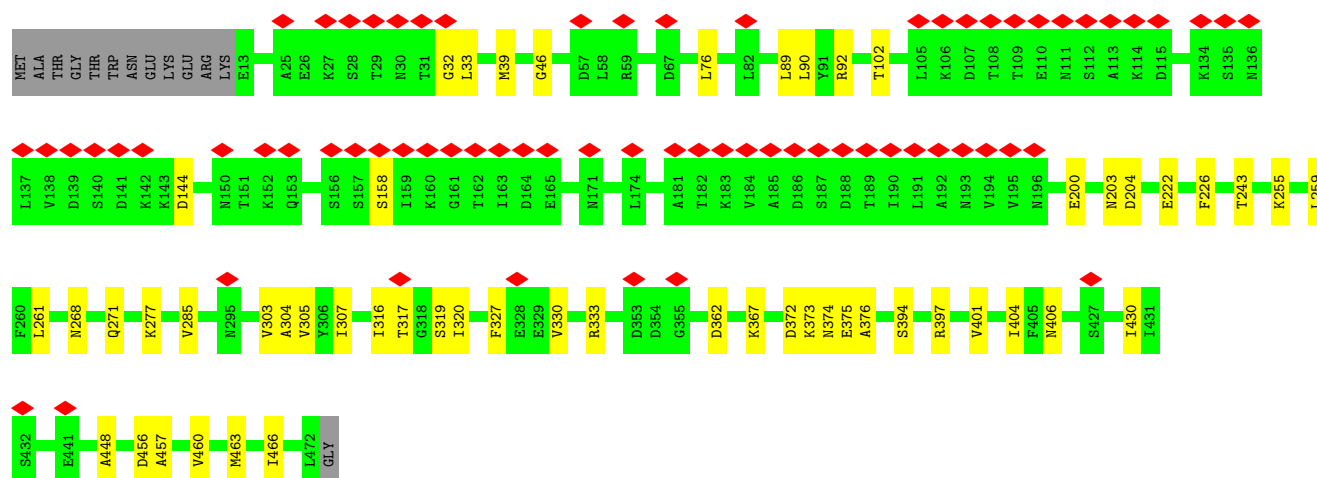 MET ALA THR GLY THR TRP ASN GLU LYS GLU ARG LYS E13 A25 E26 K27 S28 T29 N30 T31 G32 L33 M39 G46 D57 L58 R59 D67 L76 L82 L89 L90 Y91 R92 T102 L105 K106 D107 T108 T109 E110 N111 S112 A113 K114 D115 K134 S135 N136
L137 V138 D139 S140 D141 K142 K143 D144 N150 T151 K152 Q153 S156 S157 S158 I159 K160 G161 T162 I163 D164 E165 N171 L174 A181 T182 K183 V184 A185 D186 S187 D188 T189 I190 L191 A192 N193 V194 V195 N196 E200 N203 D204 E222 F226 T243 K255 L259
F260 L261 N268 Q271 K277 V285 N295 V303 A304 V305 Y306 I307 I316 T317 G318 S319 I320 F327 E328 E329 V330 R333 D353 D354 G355 D362 K367 D372 K373 N374 E375 A376 S394 R397 V401 I404 F405 N406 S427 I430 I431
S432 E441 A448 D456 A457 V460 M463 I466 L472 GLY